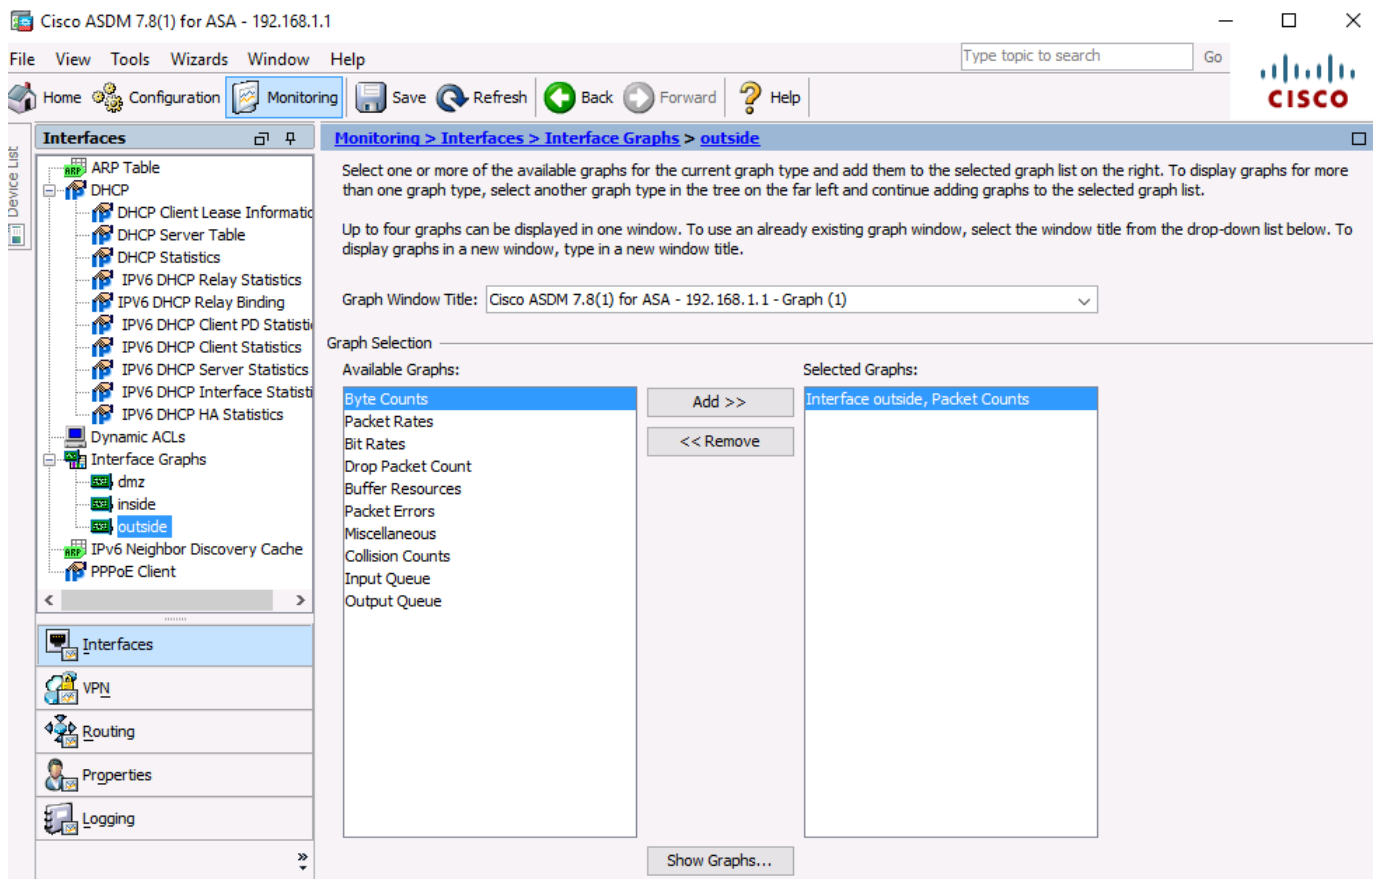 Cisco ASDM 7.8(1) for ASA - 192.168.1.1
File View Tools Wizards Window Help
Type topic to search
Go
Home Configuration Monitoring Save Refresh Back Forward Help
CISCO
Device List
Interfaces
ARP Table
DHCP
DHCP Client Lease Informatic
DHCP Server Table
DHCP Statistics
IPV6 DHCP Relay Statistics
IPV6 DHCP Relay Binding
IPV6 DHCP Client PD Statisti
IPV6 DHCP Client Statistics
IPV6 DHCP Server Statistics
IPV6 DHCP Interface Statisti
IPV6 DHCP HA Statistics
Dynamic ACLs
Interface Graphs
dmz
inside
outside
IPv6 Neighbor Discovery Cache
PPPoE Client
Interfaces
VPN
Routing
Properties
Logging
Monitoring > Interfaces > Interface Graphs > outside
Select one or more of the available graphs for the current graph type and add them to the selected graph list on the right. To display graphs for more
than one graph type, select another graph type in the tree on the far left and continue adding graphs to the selected graph list.
Up to four graphs can be displayed in one window. To use an already existing graph window, select the window title from the drop-down list below. To
display graphs in a new window, type in a new window title.
Graph Window Title: Cisco ASDM 7.8(1) for ASA - 192.168.1.1 - Graph (1)
Graph Selection
Available Graphs:
Byte Counts
Packet Rates
Bit Rates
Drop Packet Count
Buffer Resources
Packet Errors
Miscellaneous
Collision Counts
Input Queue
Output Queue
Add >>
<< Remove
Selected Graphs:
Interface outside, Packet Counts
Show Graphs...